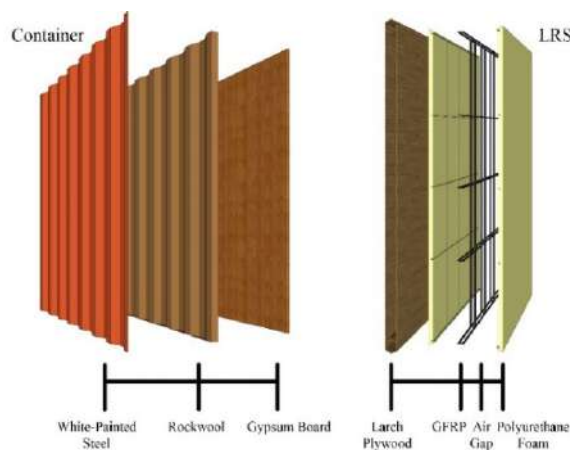 Container
LRS
White-Painted
Steel
Rockwool
Gypsum Board
Larch
Plywood
GFRP
Air
Gap
Polyurethane
Foam